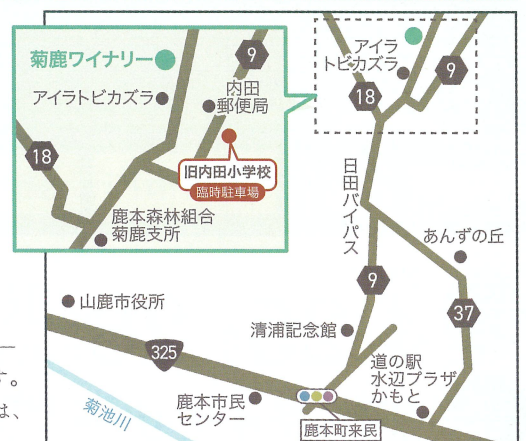 菊鹿ワイナリー
アイラトビカズラ
9
内田
郵便局
18
旧内田小学校
臨時駐車場
鹿本森林組合
菊鹿支所
アイラ
トビカズラ
18
9
日田バイパス
あんずの丘
9
37
山鹿市役所
清浦記念館
325
道の駅
水辺プラザ
かもと
鹿本市民
センター
菊池川
鹿本町来民
ー
す。
は、